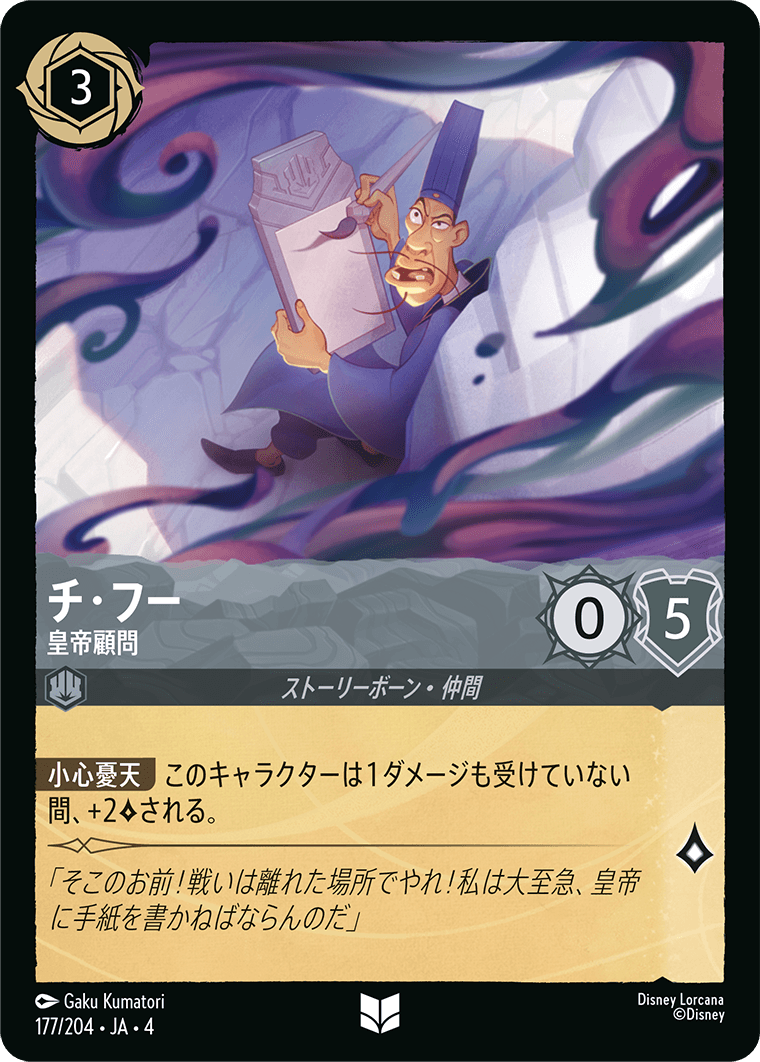 3
チ・フー
皇帝顧問
0
5
ストーリーボーン・仲間
小心憂天 このキャラクターは1ダメージも受けていない
間、+2される。
「そこのお前！戦いは離れた場所でやれ！私は大至急、皇帝
に手紙を書かねばならんのだ」
Gaku Kumatori
177/204・JA・4
Disney Lorcana
©Disney